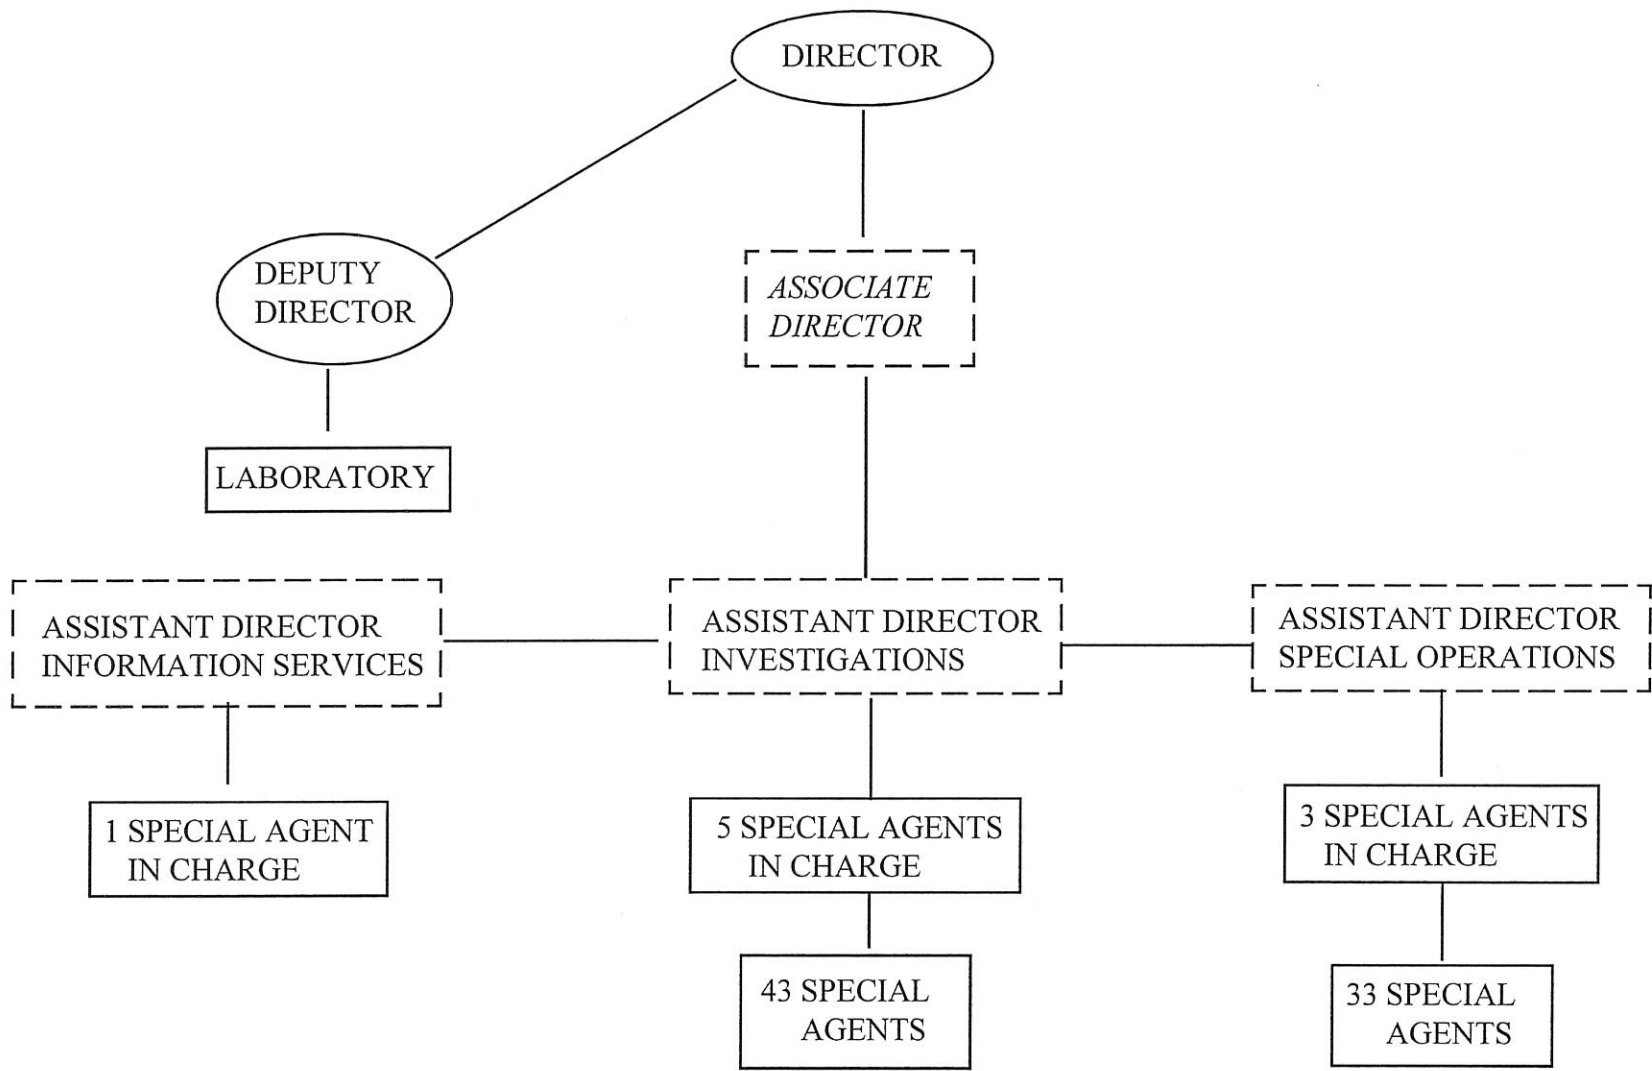 DIRECTOR
DEPUTY
DIRECTOR
ASSOCIATE
DIRECTOR
LABORATORY
ASSISTANT DIRECTOR
INFORMATION SERVICES
ASSISTANT DIRECTOR
INVESTIGATIONS
ASSISTANT DIRECTOR
SPECIAL OPERATIONS
1 SPECIAL AGENT
IN CHARGE
5 SPECIAL AGENTS
IN CHARGE
3 SPECIAL AGENTS
IN CHARGE
43 SPECIAL
AGENTS
33 SPECIAL
AGENTS